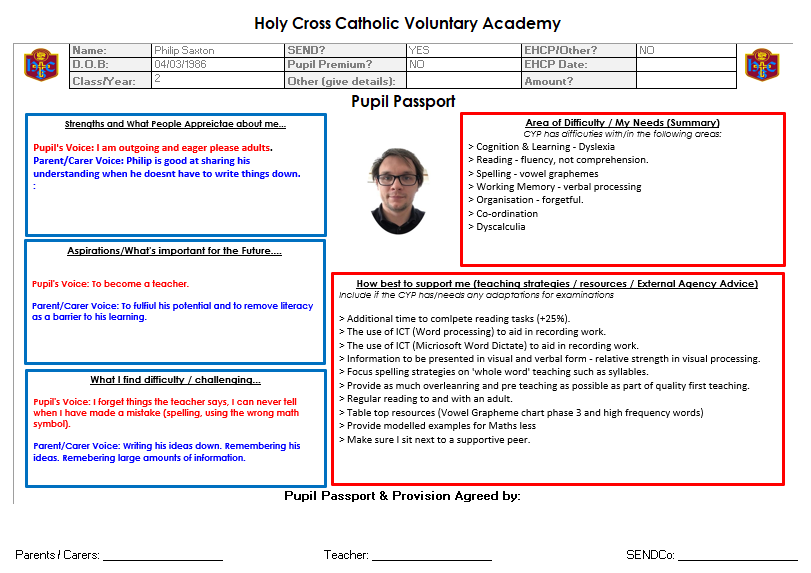 Holy Cross Catholic Voluntary Academy
Name: Philip Saxton SEND? YES EHCP/Other? NO
D.O.B: 04/03/1986 Pupil Premium? NO EHCP Date:
Class/Year: 2 Other (give details): Amount?
Pupil Passport
Strengths and What People Appreictae about me...
Pupil's Voice: I am outgoing and eager please adults.
Parent/Carer Voice: Philip is good at sharing his
understanding when he doesnt have to write things down.
:
Area of Difficulty / My Needs (Summary)
CYP has difficuties with/in the following areas:
> Cognition & Learning - Dyslexia
> Reading - fluency, not comprehension.
> Spelling - vowel graphemes
> Working Memory - verbal processing
> Organisation - forgetful.
> Co-ordination
> Dyscalculia
Aspirations/What's important for the Future....
Pupil's Voice: To become a teacher.
Parent/Carer Voice: To fulfiul his potential and to remove literacy
as a barrier to his learning.
How best to support me (teaching strategies / resources / External Agency Advice)
Include if the CYP has/needs any adaptations for examinations
> Additional time to comlpete reading tasks (+25%).
> The use of ICT (Word processing) to aid in recording work.
> The use of ICT (Micriosoft Word Dictate) to aid in recording work.
> Information to be presented in visual and verbal form - relative strength in visual processing.
> Focus spelling strategies on 'whole word' teaching such as syllables.
> Provide as much overleanring and pre teaching as possible as part of quality first teaching.
> Regular reading to and with an adult.
> Table top resources (Vowel Grapheme chart phase 3 and high frequency words)
> Provide modelled examples for Maths less
> Make sure I sit next to a supportive peer.
What I find difficulty / challenging...
Pupil's Voice: I forget things the teacher says, I can never tell
when I have made a mistake (spelling, using the wrong math
symbol).
Parent/Carer Voice: Writing his ideas down. Remembering his
ideas. Remebering large amounts of information.
Pupil Passport & Provision Agreed by:
Parents / Carers: ____________________ Teacher: ____________________ SENDCo: ____________________